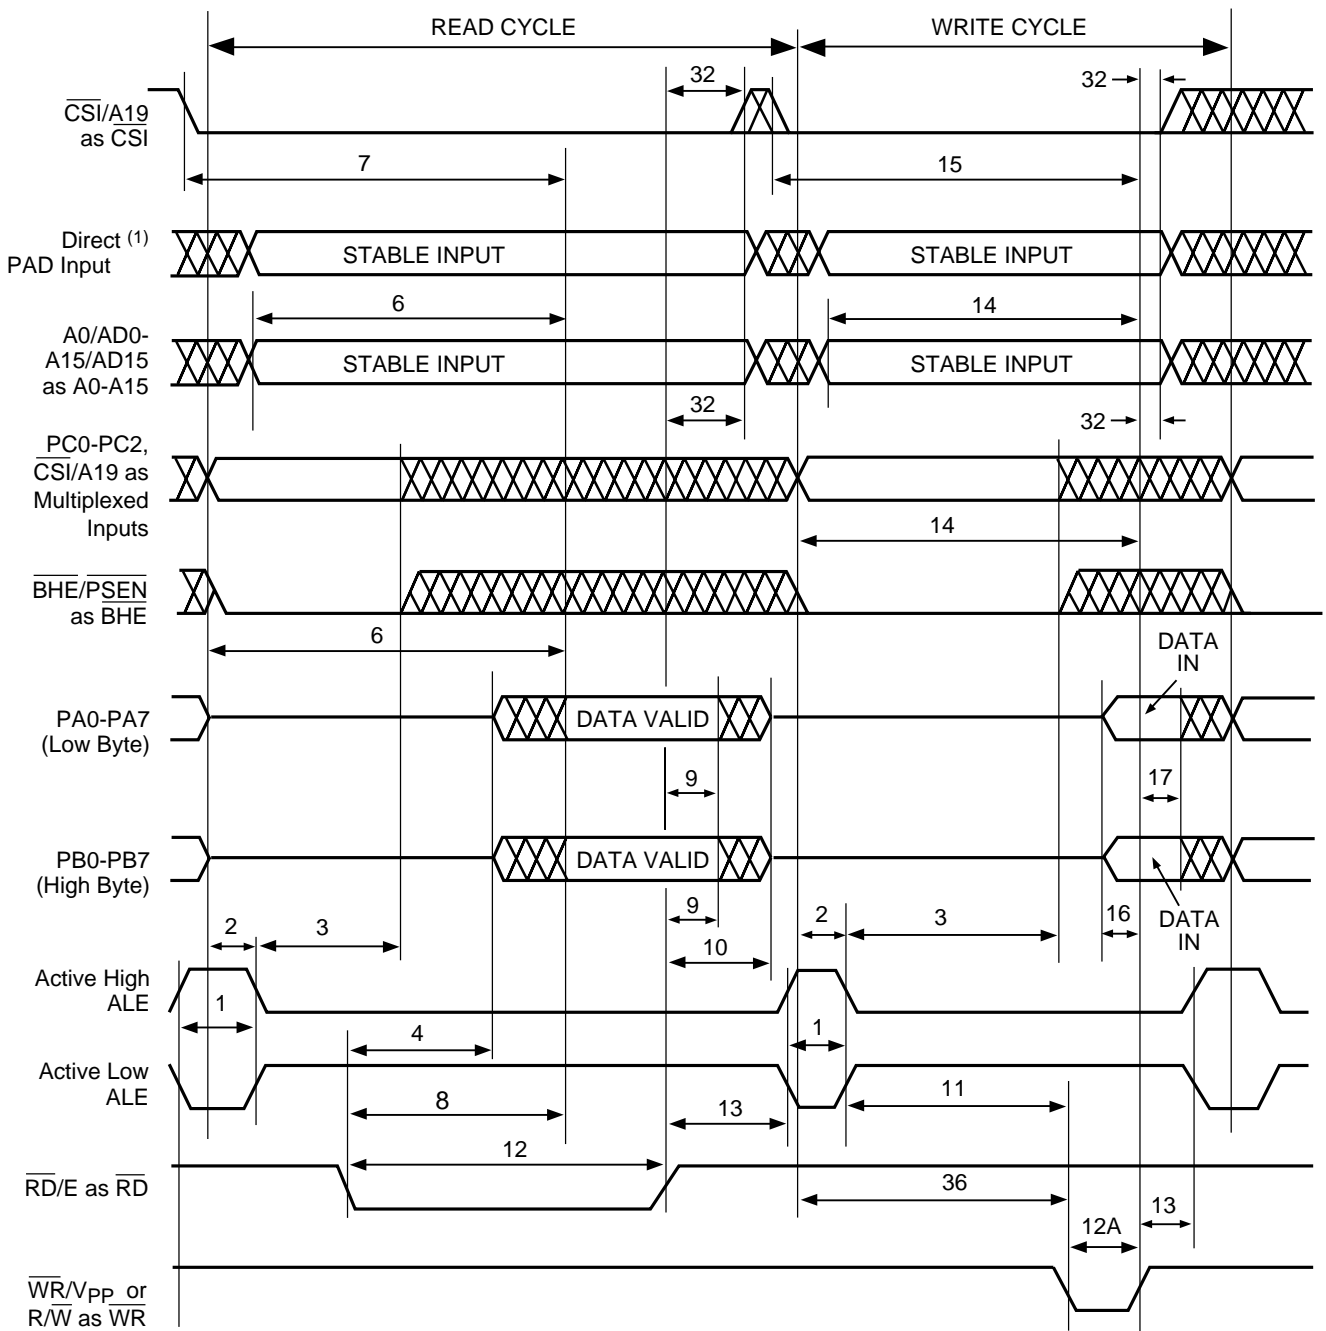 READ CYCLE
WRITE CYCLE
32
32
CSI/A19
as CSI
7
15
Direct (1)
PAD Input
STABLE INPUT
STABLE INPUT
6
14
A0/AD0-
A15/AD15
as A0-A15
STABLE INPUT
STABLE INPUT
32
32
PC0-PC2,
CSI/A19 as
Multiplexed
Inputs
14
BHE/PSEN
as BHE
6
DATA
IN
PA0-PA7
(Low Byte)
DATA VALID
9
17
PB0-PB7
(High Byte)
DATA VALID
2
3
9
2
3
16
DATA
IN
10
Active High
ALE
1
4
1
Active Low
ALE
8
13
11
12
RD/E as RD
36
13
12A
WR/VPP or
R/W as WR